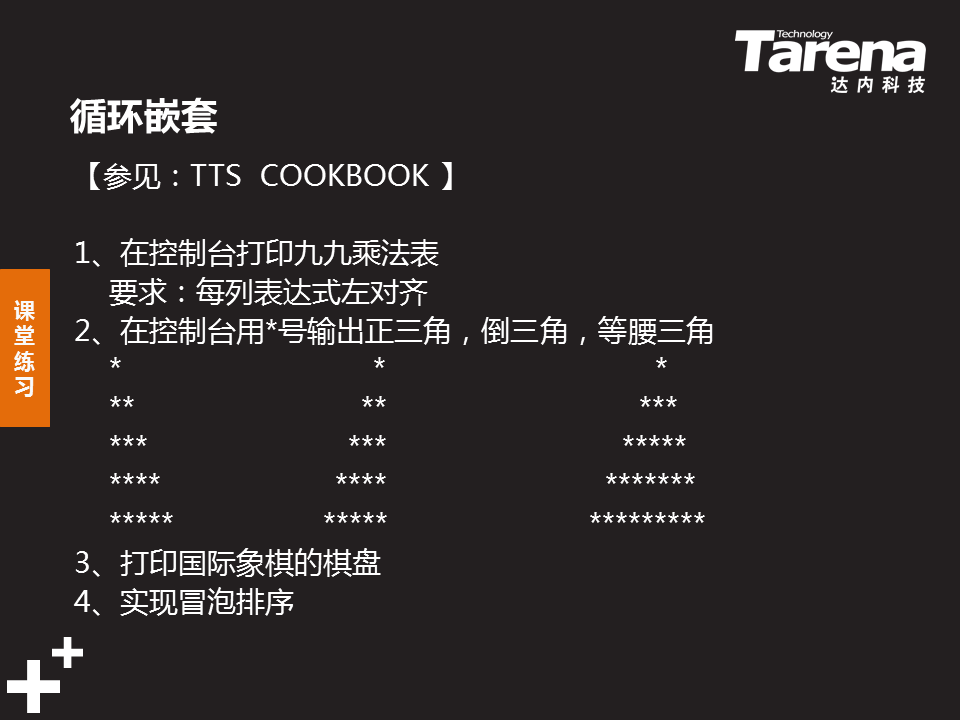 Technology
Tarena
达内科技
循环嵌套
【参见：TTS COOKBOOK 】
1、在控制台打印九九乘法表
要求：每列表达式左对齐
2、在控制台用*号输出正三角，倒三角，等腰三角
* * *
** ** ***
*** *** *****
**** **** *******
***** ***** *********
3、打印国际象棋的棋盘
4、实现冒泡排序
课堂练习